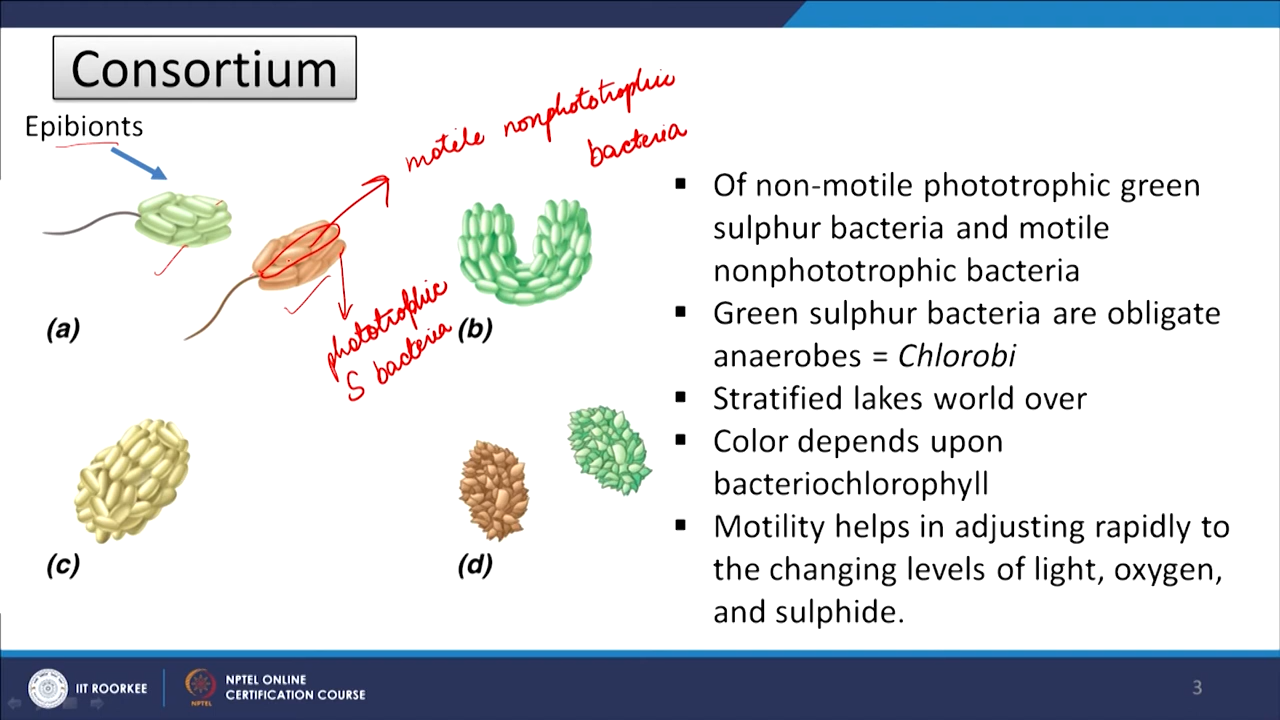 Consortium
Epibionts
motile nonphototrophic
bacteria
phototrophic
S bacteria
(a)
(b)
(c)
(d)
▪ Of non-motile phototrophic green
sulphur bacteria and motile
nonphototrophic bacteria
▪ Green sulphur bacteria are obligate
anaerobes = Chlorobi
▪ Stratified lakes world over
▪ Color depends upon
bacteriochlorophyll
▪ Motility helps in adjusting rapidly to
the changing levels of light, oxygen,
and sulphide.
IIT ROORKEE
NPTEL
NPTEL ONLINE
CERTIFICATION COURSE
3